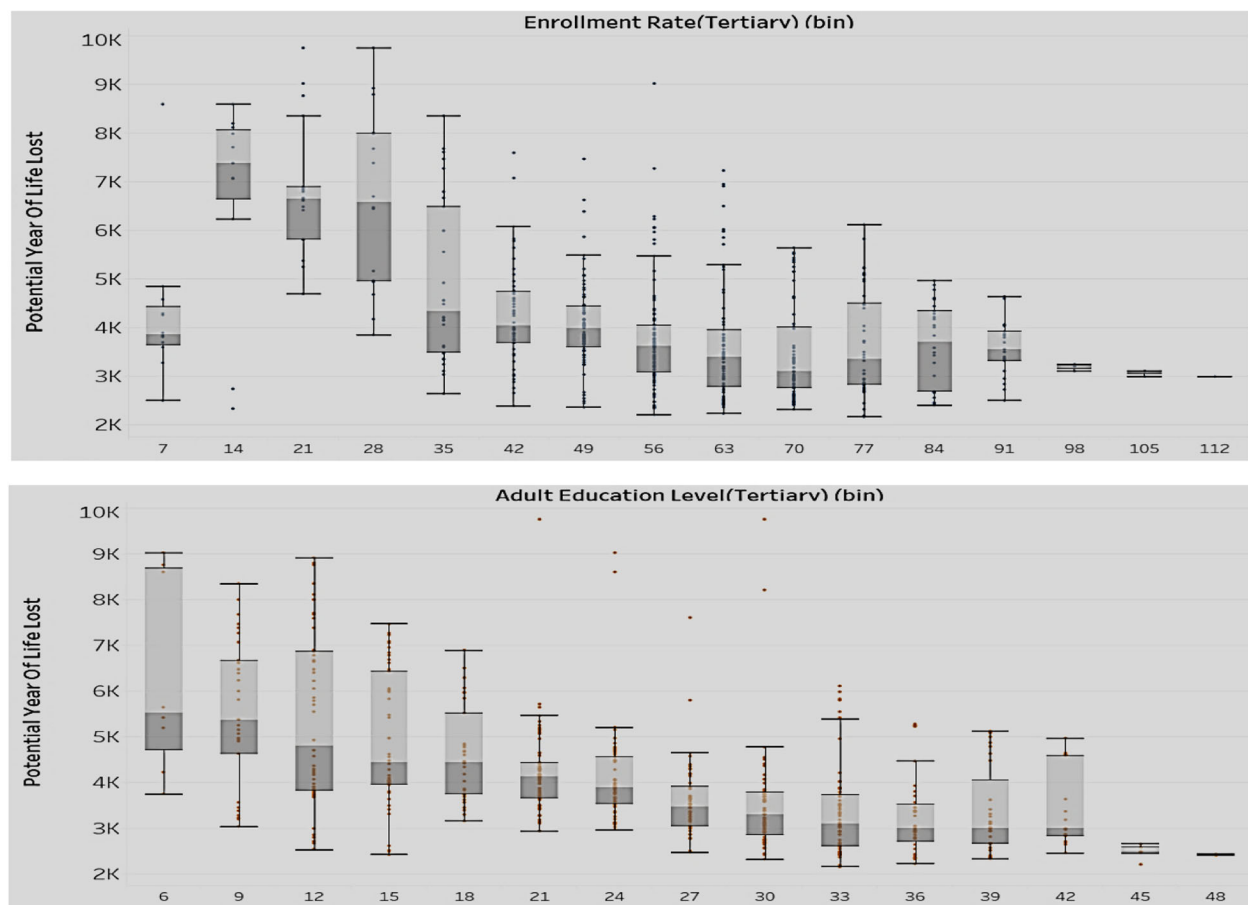 Enrollment Rate(Tertiary) (bin)
10K
9K
8K
7K
6K
5K
4K
3K
2K
Potential Year Of Life Lost
7 14 21 28 35 42 49 56 63 70 77 84 91 98 105 112
Adult Education Level(Tertiary) (bin)
10K
9K
8K
7K
6K
5K
4K
3K
2K
Potential Year Of Life Lost
6 9 12 15 18 21 24 27 30 33 36 39 42 45 48